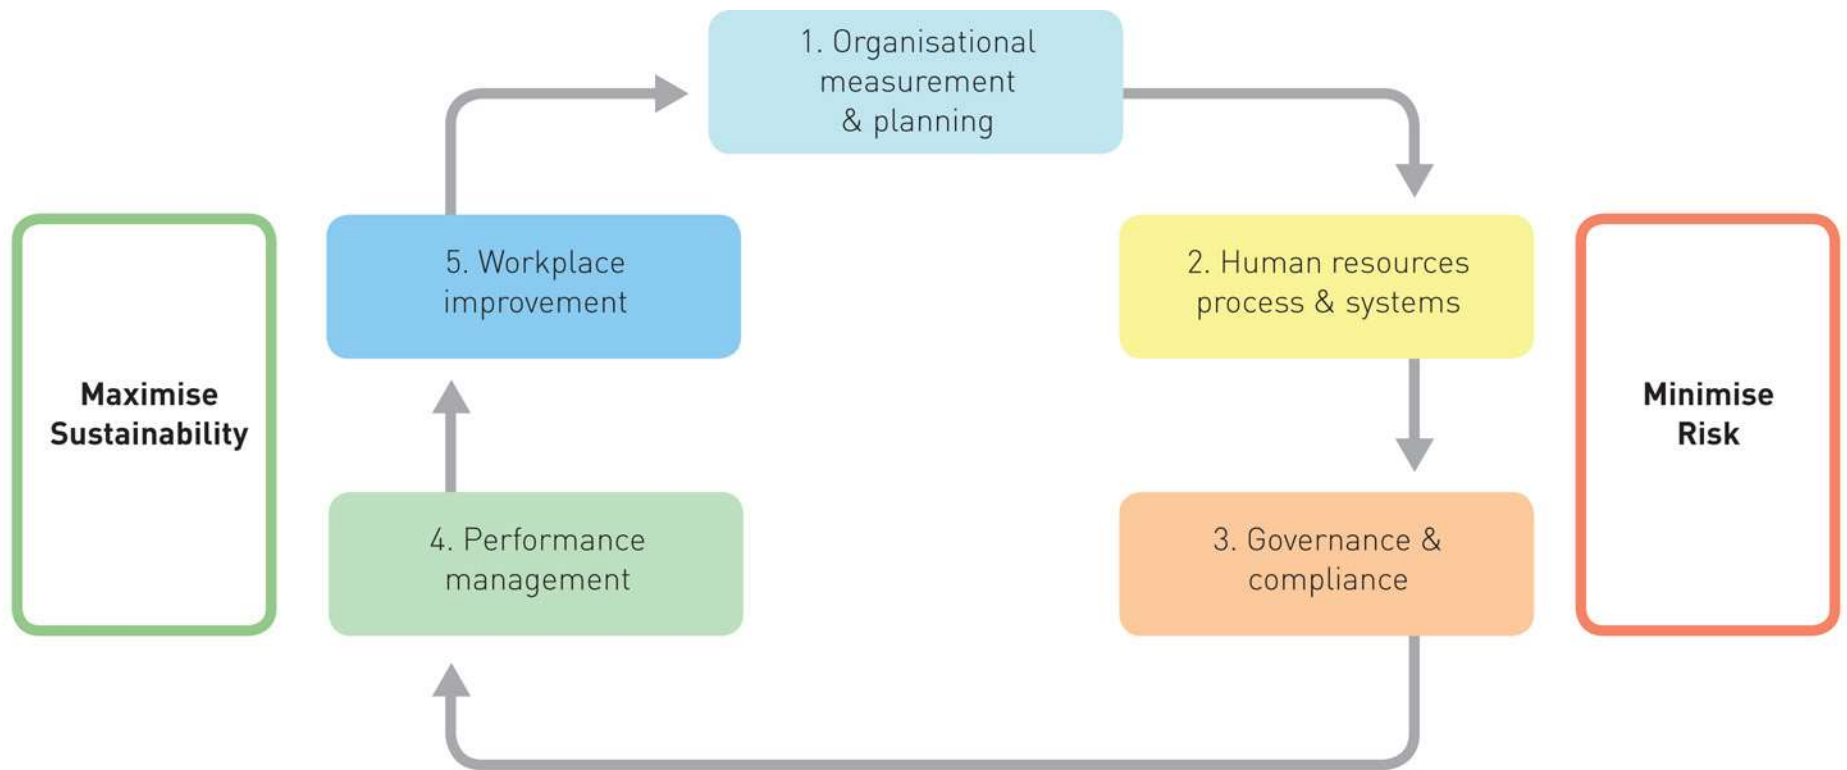 1. Organisational
measurement
& planning
5. Workplace
improvement
2. Human resources
process & systems
Maximise
Sustainability
Minimise
Risk
4. Performance
management
3. Governance &
compliance